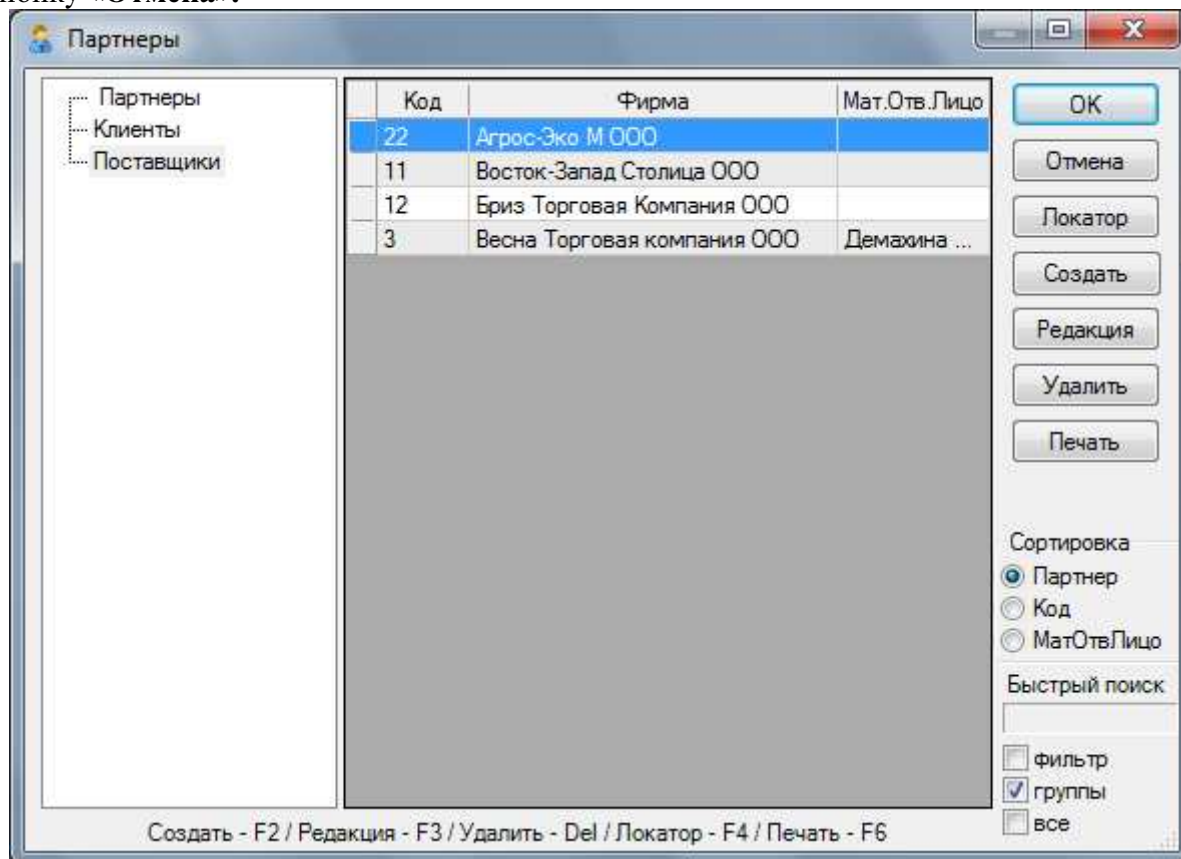 «Отмена».
Партнеры
Партнеры
Клиенты
Поставщики
Код Фирма Мат.Отв.Лицо
22 Агрос-Эко М ООО
11 Восток-Запад Столица ООО
12 Бриз Торговая Компания ООО
3 Весна Торговая компания ООО Демахина ...
OK
Отмена
Локатор
Создать
Редакция
Удалить
Печать
Сортировка
Партнер
Код
МатОтвЛицо
Быстрый поиск
фильтр
группы
все
Создать - F2 / Редакция - F3 / Удалить - Del / Локатор - F4 / Печать - F6